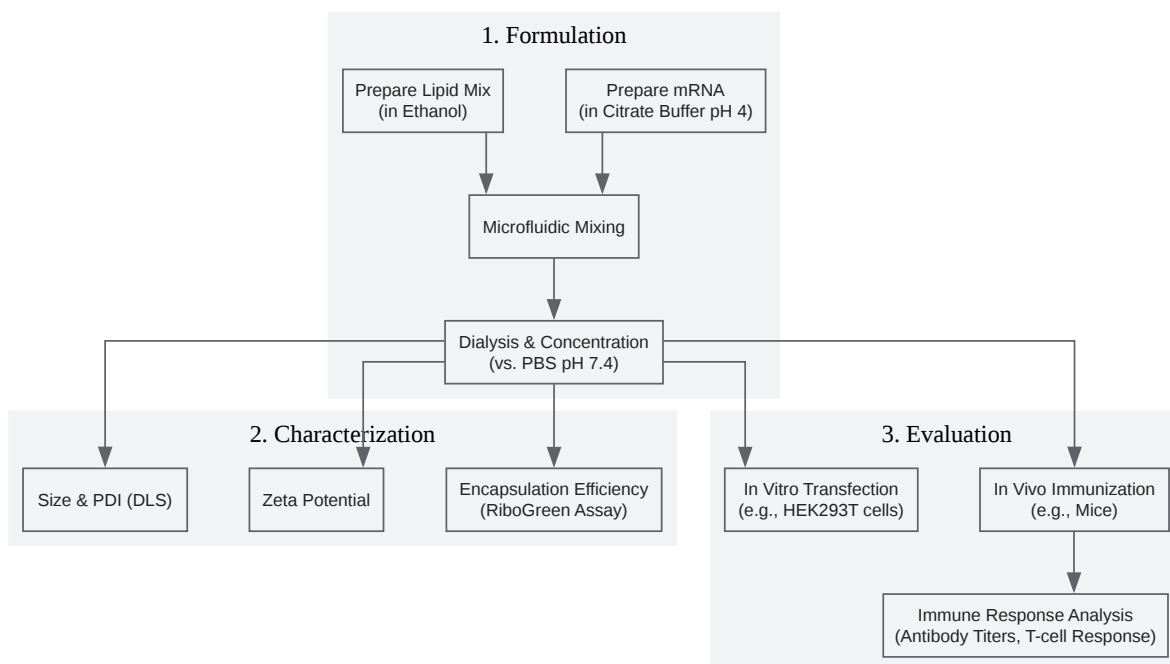 1. Formulation
Prepare Lipid Mix
(in Ethanol)
Prepare mRNA
(in Citrate Buffer pH 4)
Microfluidic Mixing
Dialysis & Concentration
(vs. PBS pH 7.4)
2. Characterization
Size & PDI (DLS)
Zeta Potential
Encapsulation Efficiency
(RiboGreen Assay)
3. Evaluation
In Vitro Transfection
(e.g., HEK293T cells)
In Vivo Immunization
(e.g., Mice)
Immune Response Analysis
(Antibody Titers, T-cell Response)